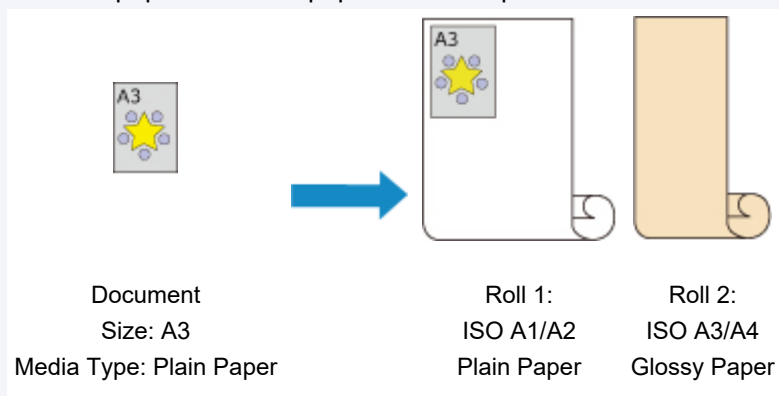 A3
A3
Document
Size: A3
Media Type: Plain Paper
Roll 1:
ISO A1/A2
Plain Paper
Roll 2:
ISO A3/A4
Glossy Paper